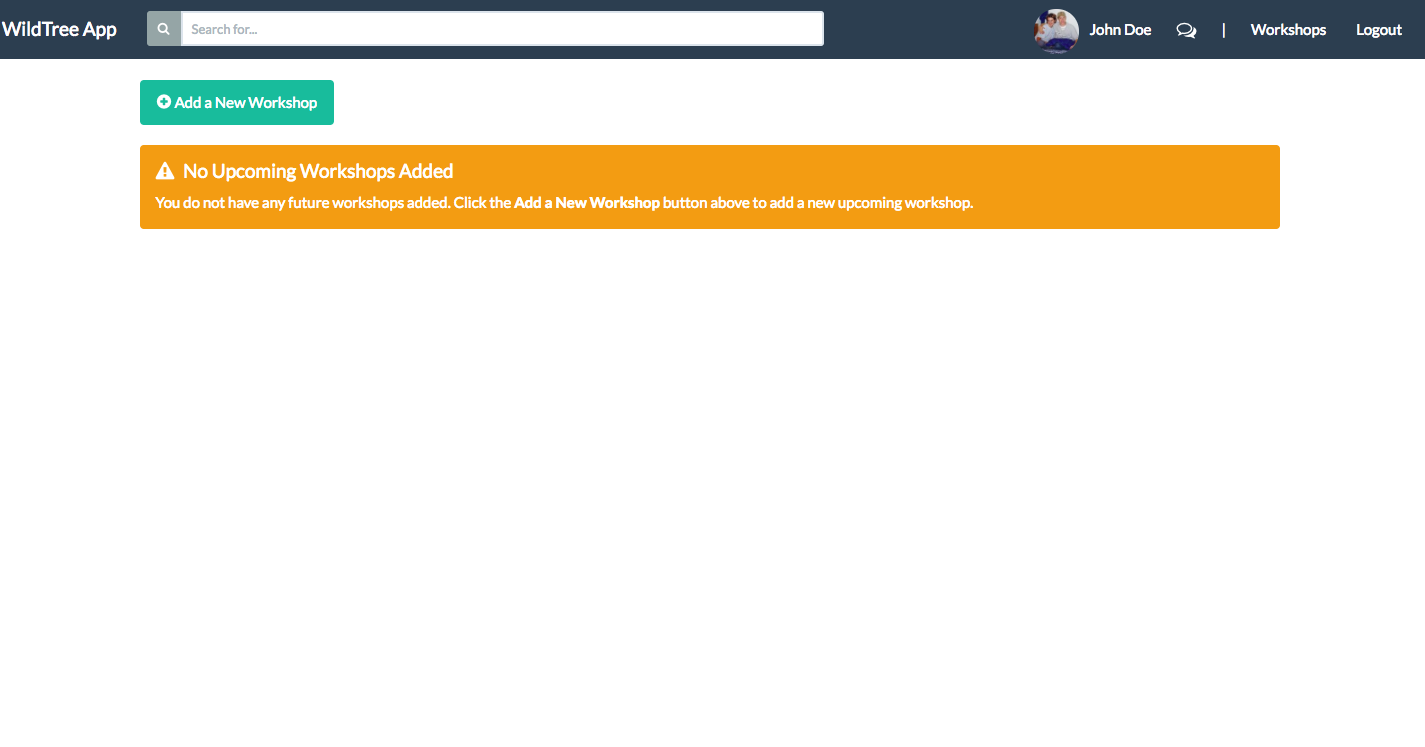 WildTree App
Search for...
John Doe
|
Workshops
Logout
Add a New Workshop
No Upcoming Workshops Added
You do not have any future workshops added. Click the Add a New Workshop button above to add a new upcoming workshop.